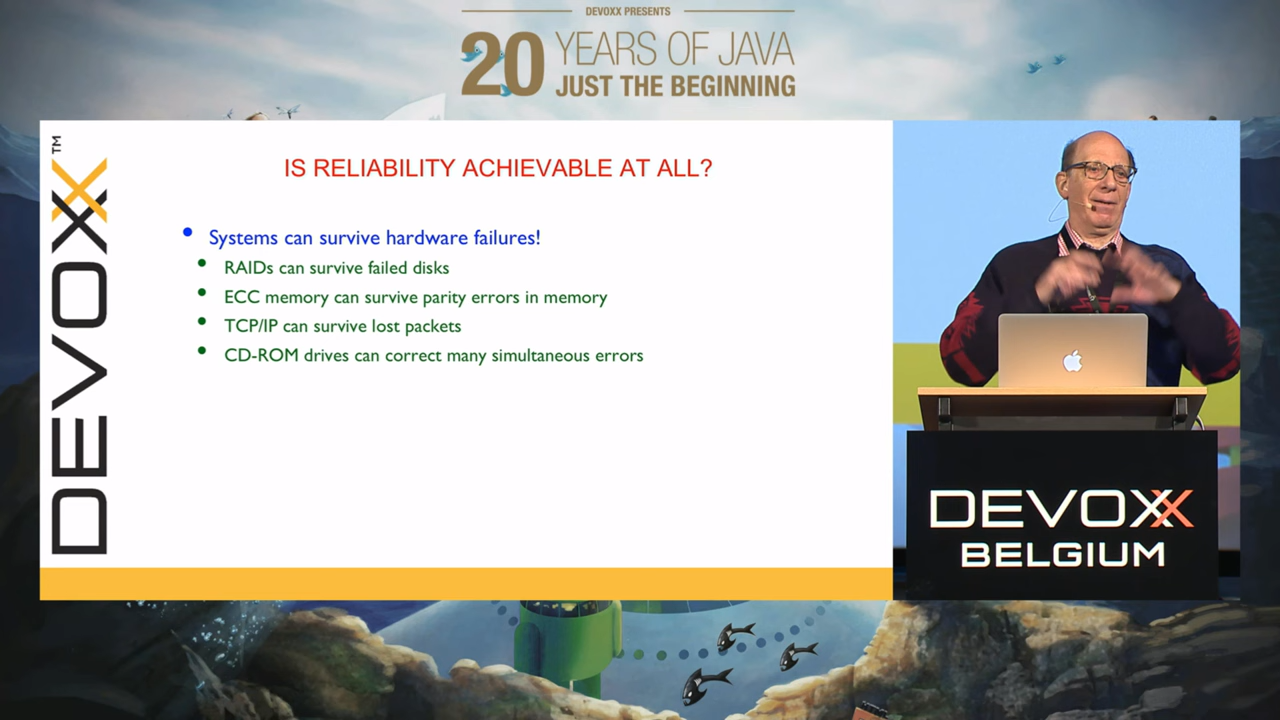 DEVOXX PRESENTS
20 YEARS OF JAVA
JUST THE BEGINNING
DEVOXX™
IS RELIABILITY ACHIEVABLE AT ALL?
• Systems can survive hardware failures!
• RAIDs can survive failed disks
• ECC memory can survive parity errors in memory
• TCP/IP can survive lost packets
• CD-ROM drives can correct many simultaneous errors
DEVOXX
BELGIUM